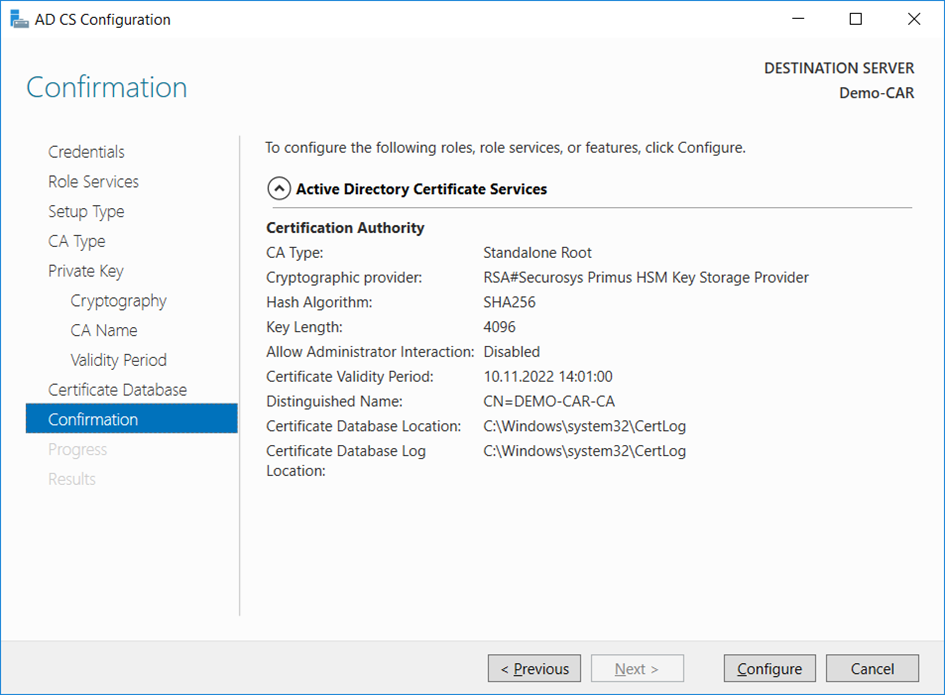 AD CS Configuration
Confirmation
DESTINATION SERVER
Demo-CAR
Credentials
Role Services
Setup Type
CA Type
Private Key
Cryptography
CA Name
Validity Period
Certificate Database
Confirmation
Progress
Results
To configure the following roles, role services, or features, click Configure.
Active Directory Certificate Services
Certification Authority
CA Type: Standalone Root
Cryptographic provider: RSA#Securosys Primus HSM Key Storage Provider
Hash Algorithm: SHA256
Key Length: 4096
Allow Administrator Interaction: Disabled
Certificate Validity Period: 10.11.2022 14:01:00
Distinguished Name: CN=DEMO-CAR-CA
Certificate Database Location: C:\Windows\system32\CertLog
Certificate Database Log C:\Windows\system32\CertLog
Location:
< Previous Next > Configure Cancel